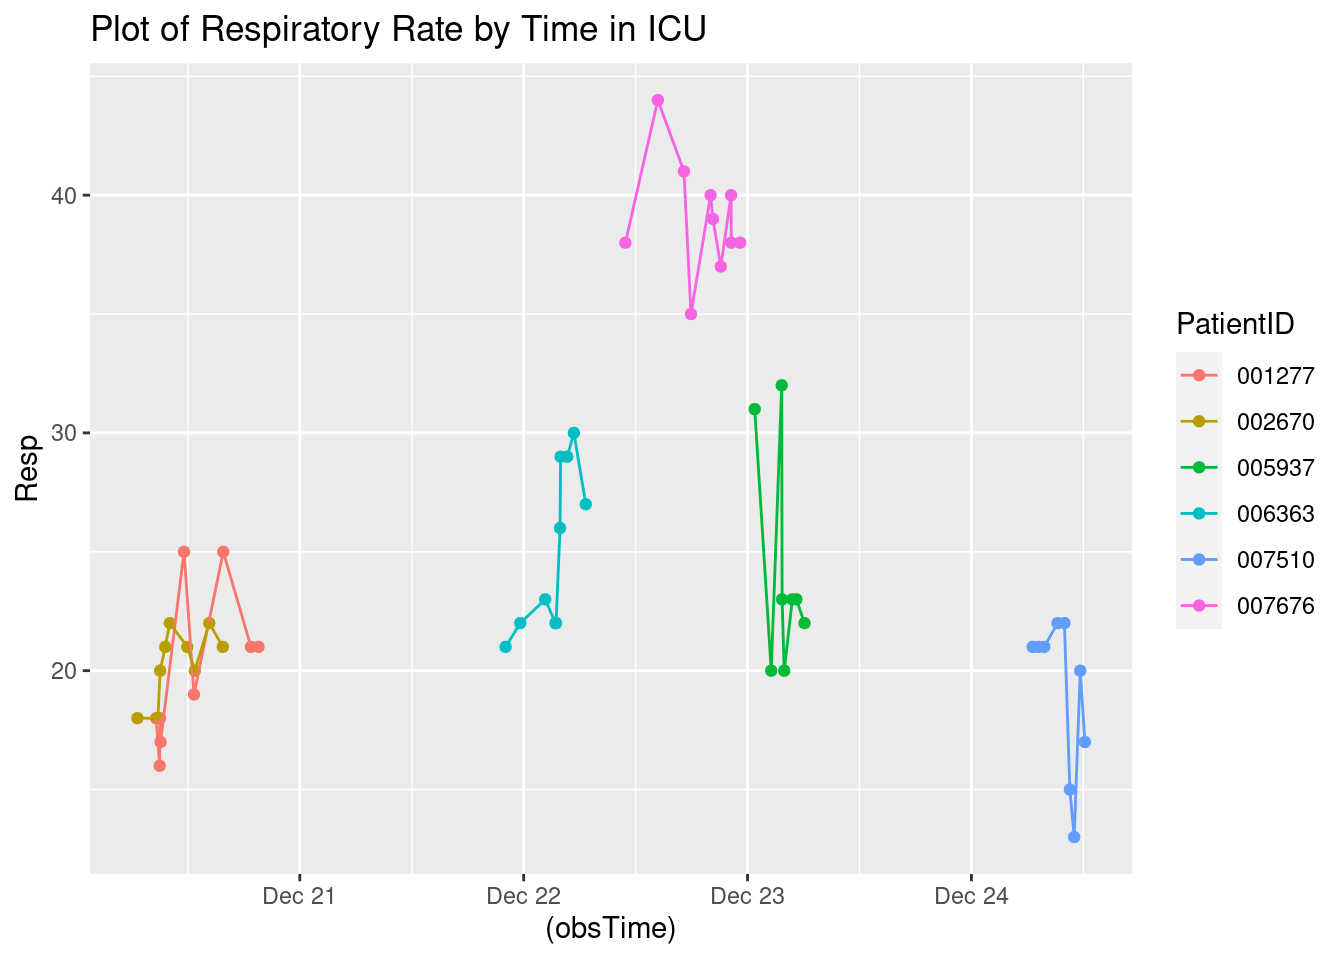 Plot of Respiratory Rate by Time in ICU
40
30
20
Resp
Dec 21
Dec 22
Dec 23
Dec 24
(obsTime)
PatientID
001277
002670
005937
006363
007510
007676